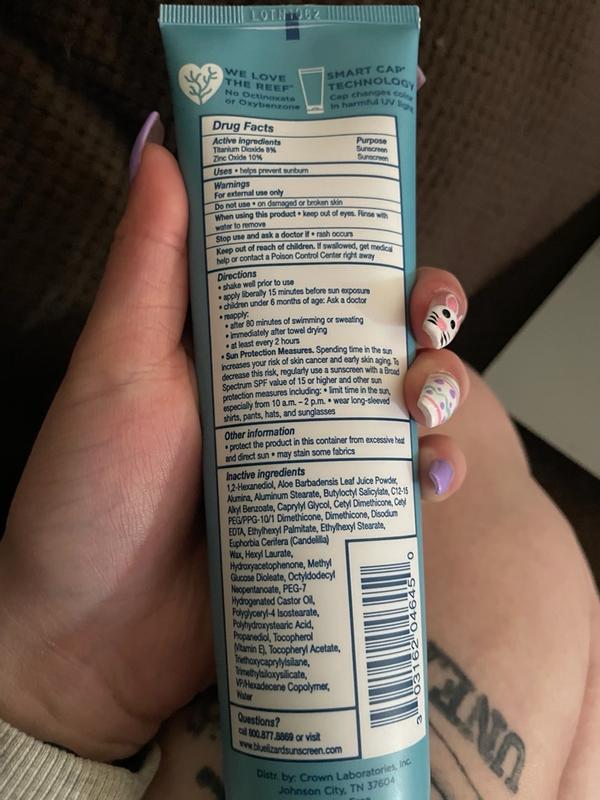 LOT
WE LOVE
THE REEF™
No Octinoxate
or Oxybenzone
SMART CAP®
TECHNOLOGY
Cap changes color
in harmful UV light
Drug Facts
Active ingredients Purpose
Titanium Dioxide 8% Sunscreen
Zinc Oxide 10% Sunscreen
Uses • helps prevent sunburn
Warnings
For external use only
Do not use • on damaged or broken skin
When using this product • keep out of eyes. Rinse with
water to remove
Stop use and ask a doctor if • rash occurs
Keep out of reach of children. If swallowed, get medical
help or contact a Poison Control Center right away
Directions
• shake well prior to use
• apply liberally 15 minutes before sun exposure
• children under 6 months of age: Ask a doctor
• reapply:
• after 80 minutes of swimming or sweating
• immediately after towel drying
• at least every 2 hours
• Sun Protection Measures. Spending time in the sun
increases your risk of skin cancer and early skin aging. To
decrease this risk, regularly use a sunscreen with a Broad
Spectrum SPF value of 15 or higher and other sun
protection measures including: • limit time in the sun,
especially from 10 a.m. – 2 p.m. • wear long-sleeved
shirts, pants, hats, and sunglasses
Other information
• protect the product in this container from excessive heat
and direct sun • may stain some fabrics
Inactive ingredients
1,2-Hexanediol, Aloe Barbadensis Leaf Juice Powder,
Alumina, Aluminum Stearate, Butyloctyl Salicylate, C12-15
Alkyl Benzoate, Caprylyl Glycol, Cetyl Dimethicone, Cetyl
PEG/PPG-10/1 Dimethicone, Dimethicone, Disodium
EDTA, Ethylhexyl Palmitate, Ethylhexyl Stearate,
Euphorbia Cerifera (Candelilla)
Wax, Hexyl Laurate,
Hydroxyacetophenone, Methyl
Glucose Dioleate, Octyldodecyl
Neopentanoate, PEG-7
Hydrogenated Castor Oil,
Polyglyceryl-4 Isostearate,
Polyhydroxystearic Acid,
Propanediol, Tocopherol
(Vitamin E), Tocopheryl Acetate,
Triethoxycaprylylsilane,
Trimethylsiloxysilicate,
VP/Hexadecene Copolymer,
Water
3 03162 04645 0
Questions?
call 800.877.8869 or visit
www.bluelizardsunscreen.com
Distr. by: Crown Laboratories, Inc.
Johnson City, TN 37604